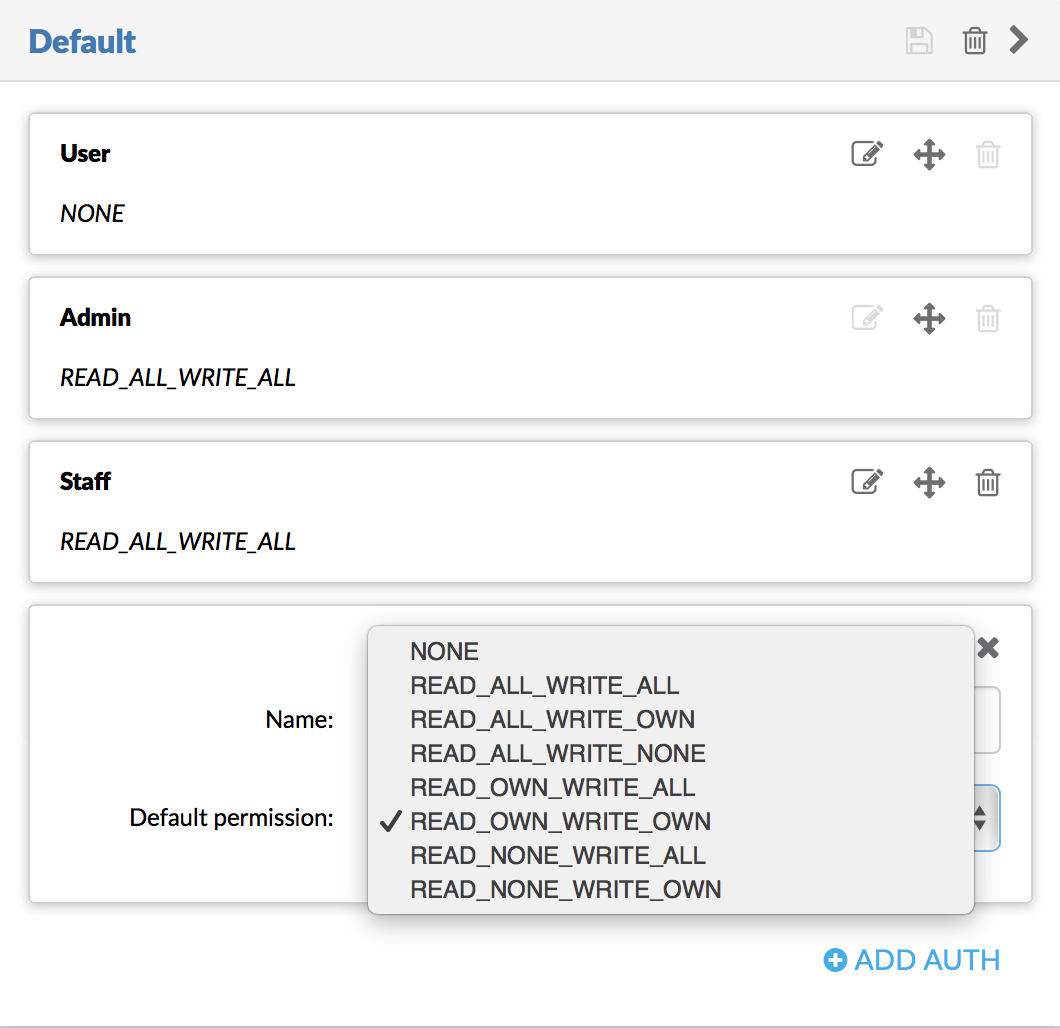 Default
User
NONE
Admin
READ_ALL_WRITE_ALL
Staff
READ_ALL_WRITE_ALL
Name:
Default permission:
NONE
READ_ALL_WRITE_ALL
READ_ALL_WRITE_OWN
READ_ALL_WRITE_NONE
READ_OWN_WRITE_ALL
READ_OWN_WRITE_OWN
READ_NONE_WRITE_ALL
READ_NONE_WRITE_OWN
ADD AUTH